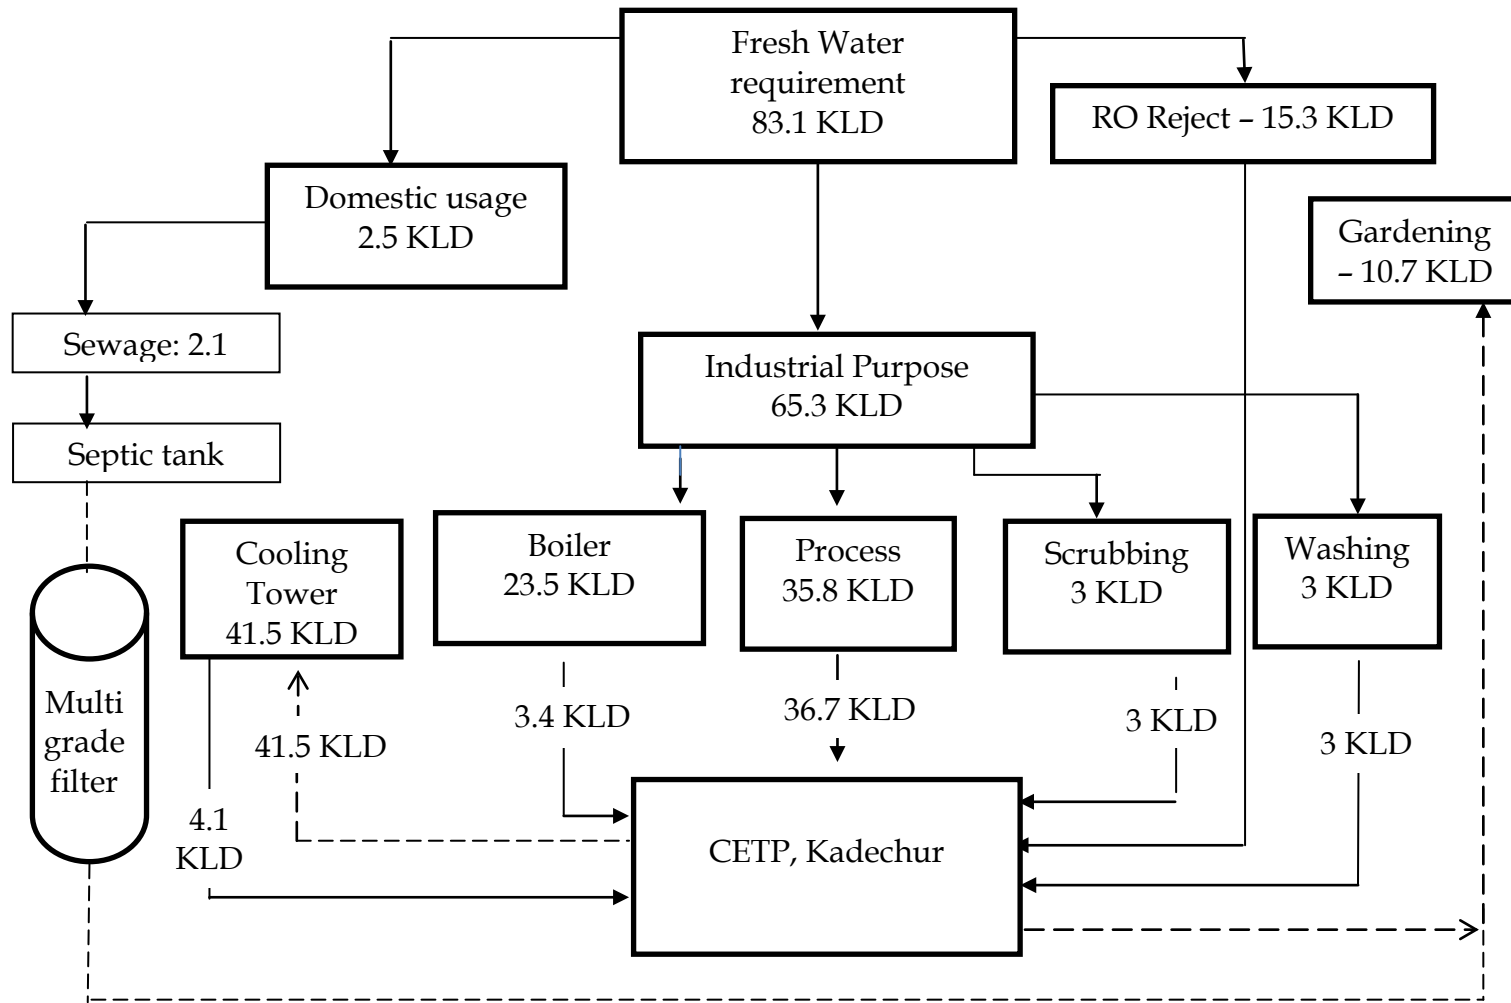 Fresh Water
requirement
83.1 KLD
RO Reject – 15.3 KLD
Domestic usage
2.5 KLD
Gardening
– 10.7 KLD
Sewage: 2.1
Industrial Purpose
65.3 KLD
Septic tank
Cooling
Tower
41.5 KLD
Boiler
23.5 KLD
Process
35.8 KLD
Scrubbing
3 KLD
Washing
3 KLD
Multi
grade
filter
41.5 KLD
3.4 KLD
36.7 KLD
3 KLD
3 KLD
4.1
KLD
CETP, Kadechur